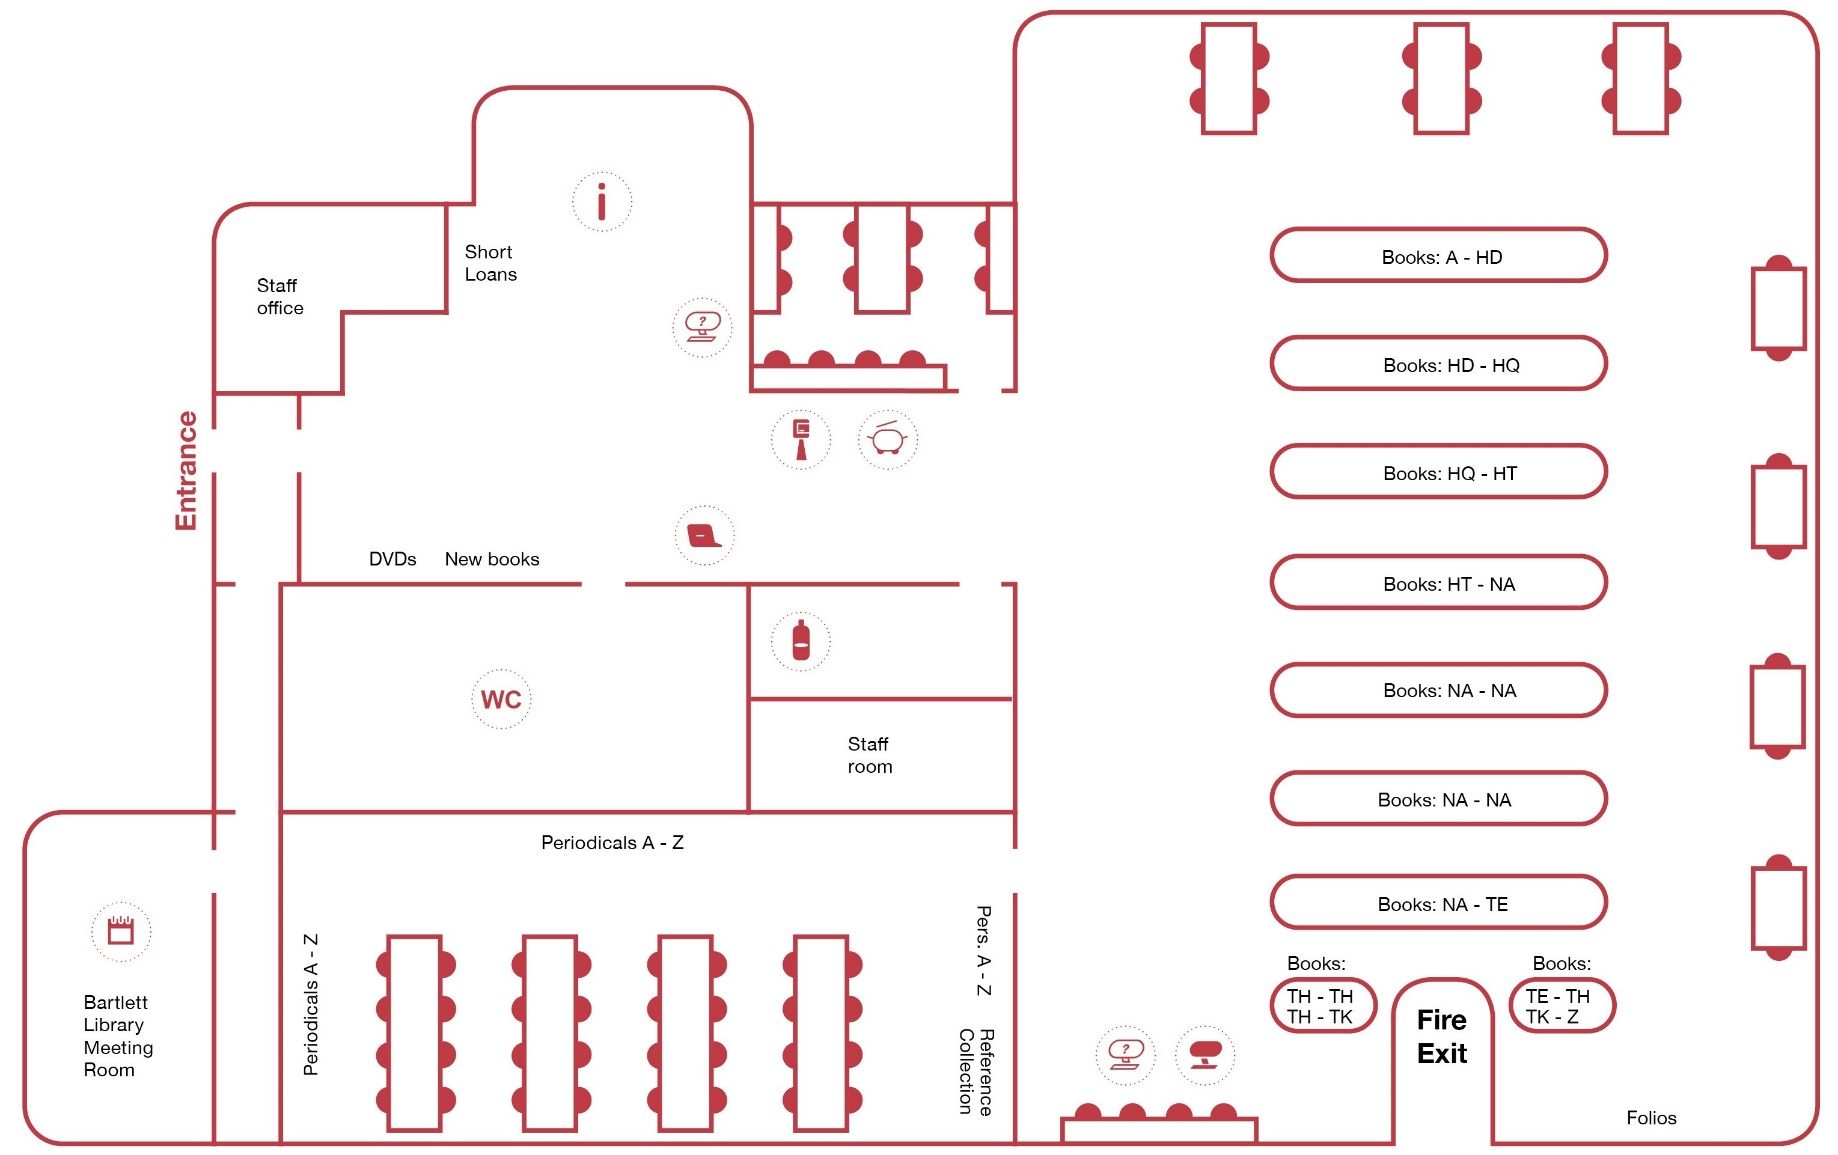 Short
Loans
Staff
office
?
Entrance
DVDs
New books
WC
Staff
room
Periodicals A - Z
Periodicals A - Z
Pers. A - Z
Reference
Collection
Bartlett
Library
Meeting
Room
Books: A - HD
Books: HD - HQ
Books: HQ - HT
Books: HT - NA
Books: NA - NA
Books: NA - NA
Books: NA - TE
Books:
TH - TH
TH - TK
Books:
TE - TH
TK - Z
Fire
Exit
?
Folios